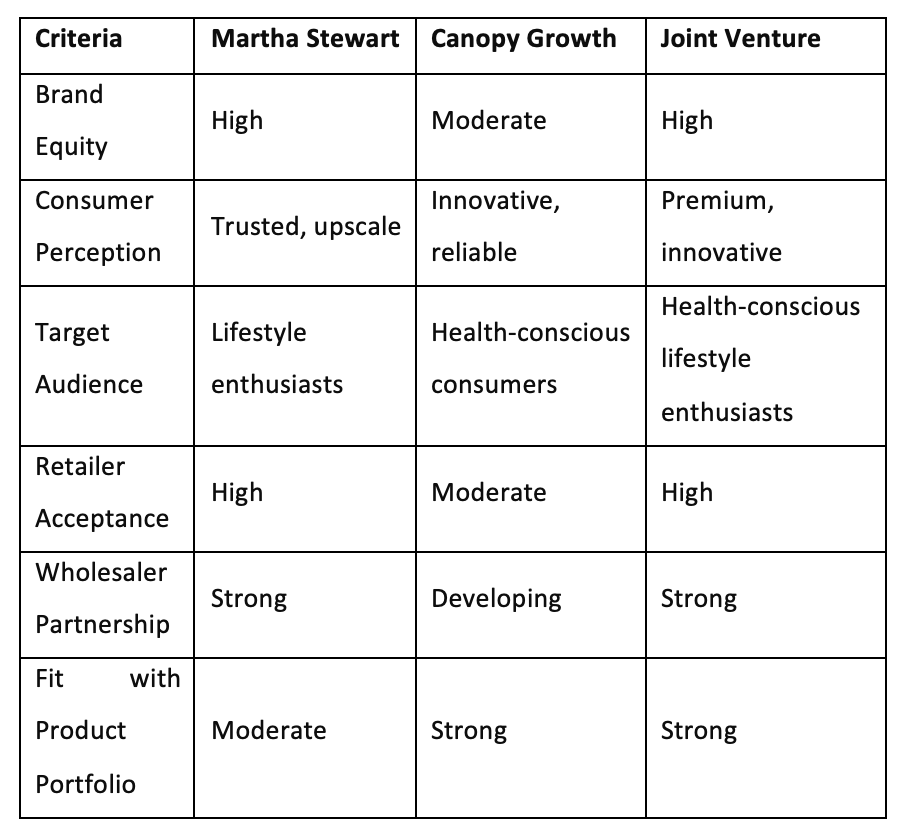 Criteria
Martha Stewart
Canopy Growth
Joint Venture
Brand
Equity
High
Moderate
High
Consumer
Perception
Trusted, upscale
Innovative,
reliable
Premium,
innovative
Target
Audience
Lifestyle
enthusiasts
Health-conscious
consumers
Health-conscious
lifestyle
enthusiasts
Retailer
Acceptance
High
Moderate
High
Wholesaler
Partnership
Strong
Developing
Strong
Fit with
Product
Portfolio
Moderate
Strong
Strong